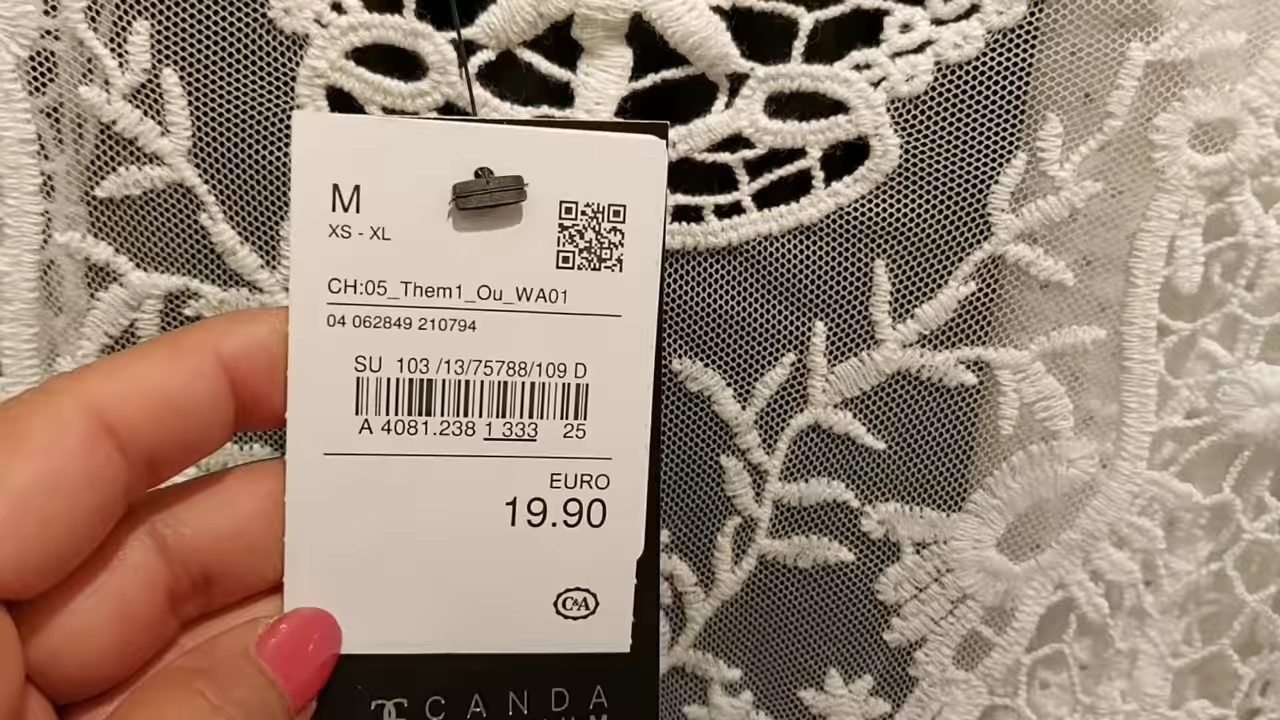 M
XS - XL
CH:05_Them1_Ou_WA01
04 062849 210794
SU 103 /13/75788/109 D
A 4081.238 1 333 25
EURO
19.90
C&A
CANDA